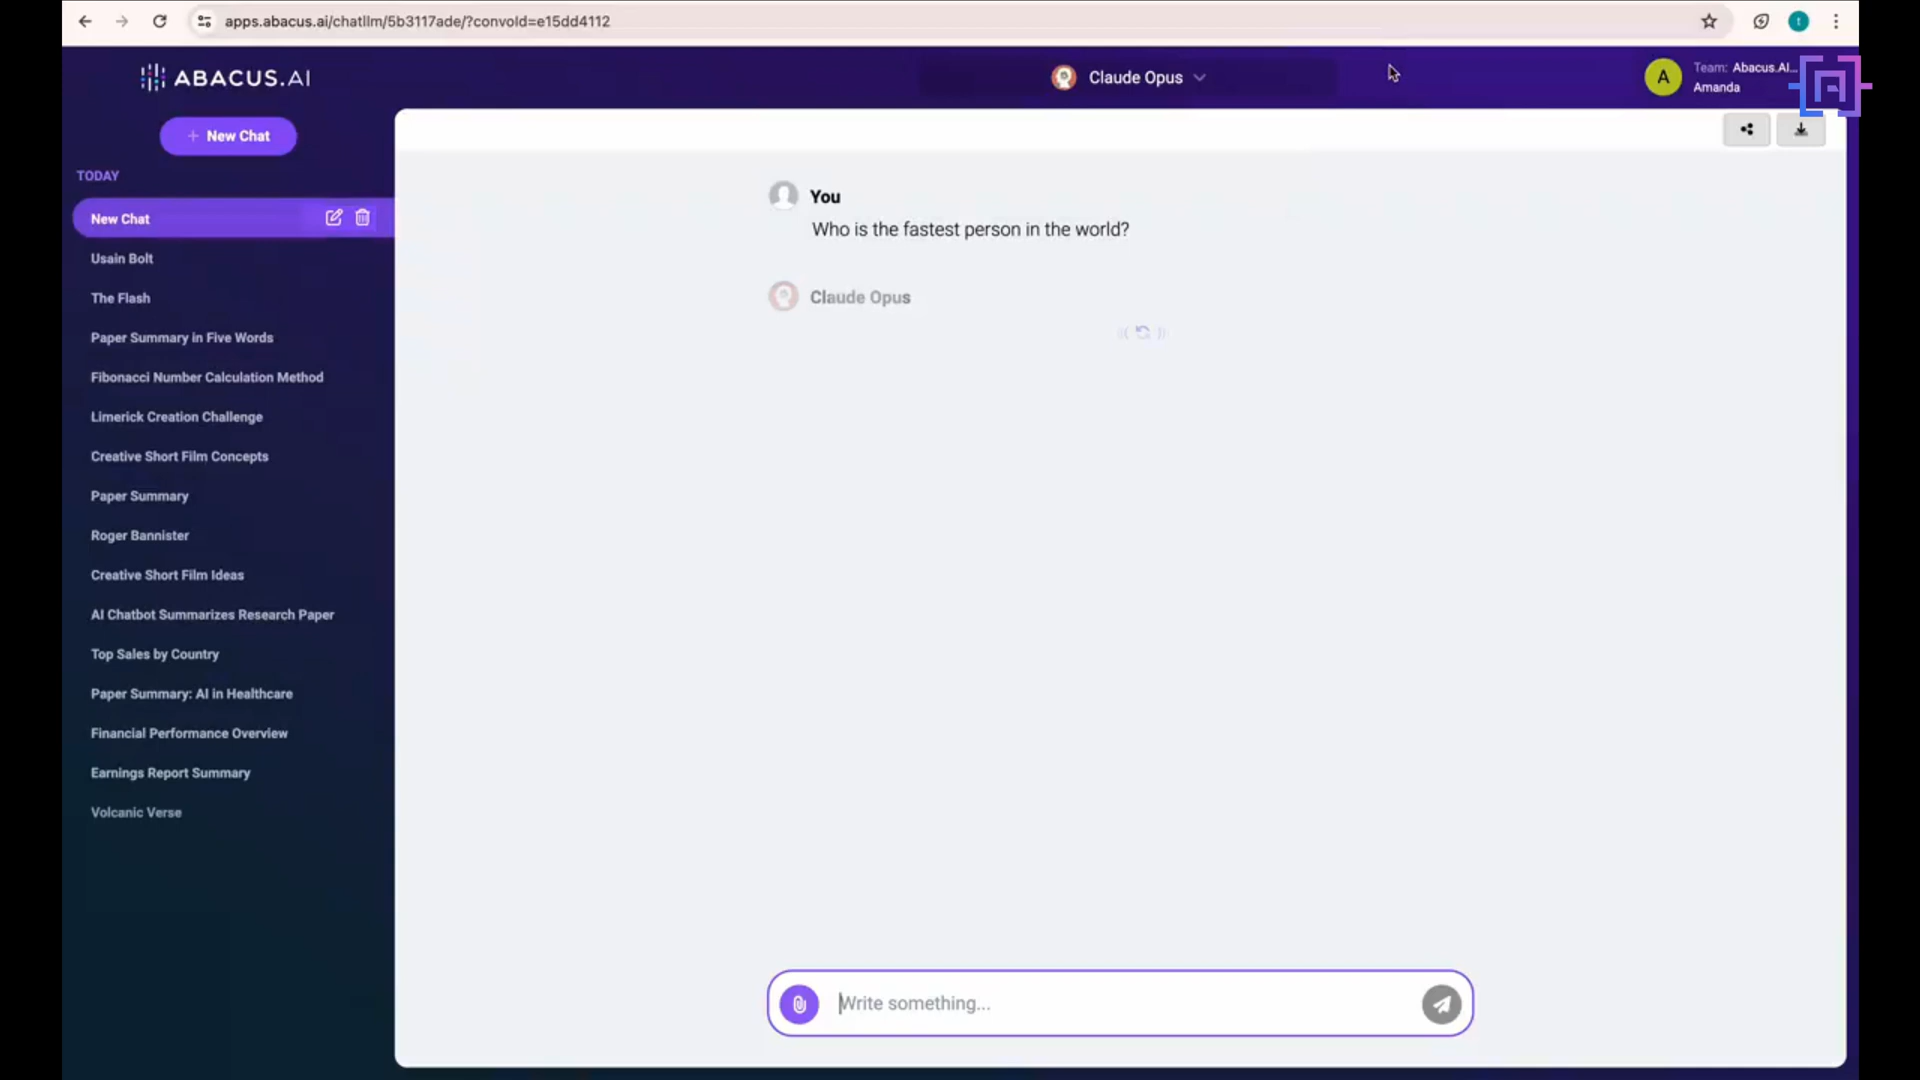 apps.abacus.ai/chatllm/5b3117ade/?convoId=e15dd4112
t
ABACUS.AI
Claude Opus
A
Team: Abacus.AI...
Amanda
+ New Chat
TODAY
New Chat
Usain Bolt
The Flash
Paper Summary in Five Words
Fibonacci Number Calculation Method
Limerick Creation Challenge
Creative Short Film Concepts
Paper Summary
Roger Bannister
Creative Short Film Ideas
AI Chatbot Summarizes Research Paper
Top Sales by Country
Paper Summary: AI in Healthcare
Financial Performance Overview
Earnings Report Summary
Volcanic Verse
You
Who is the fastest person in the world?
Claude Opus
Write something...